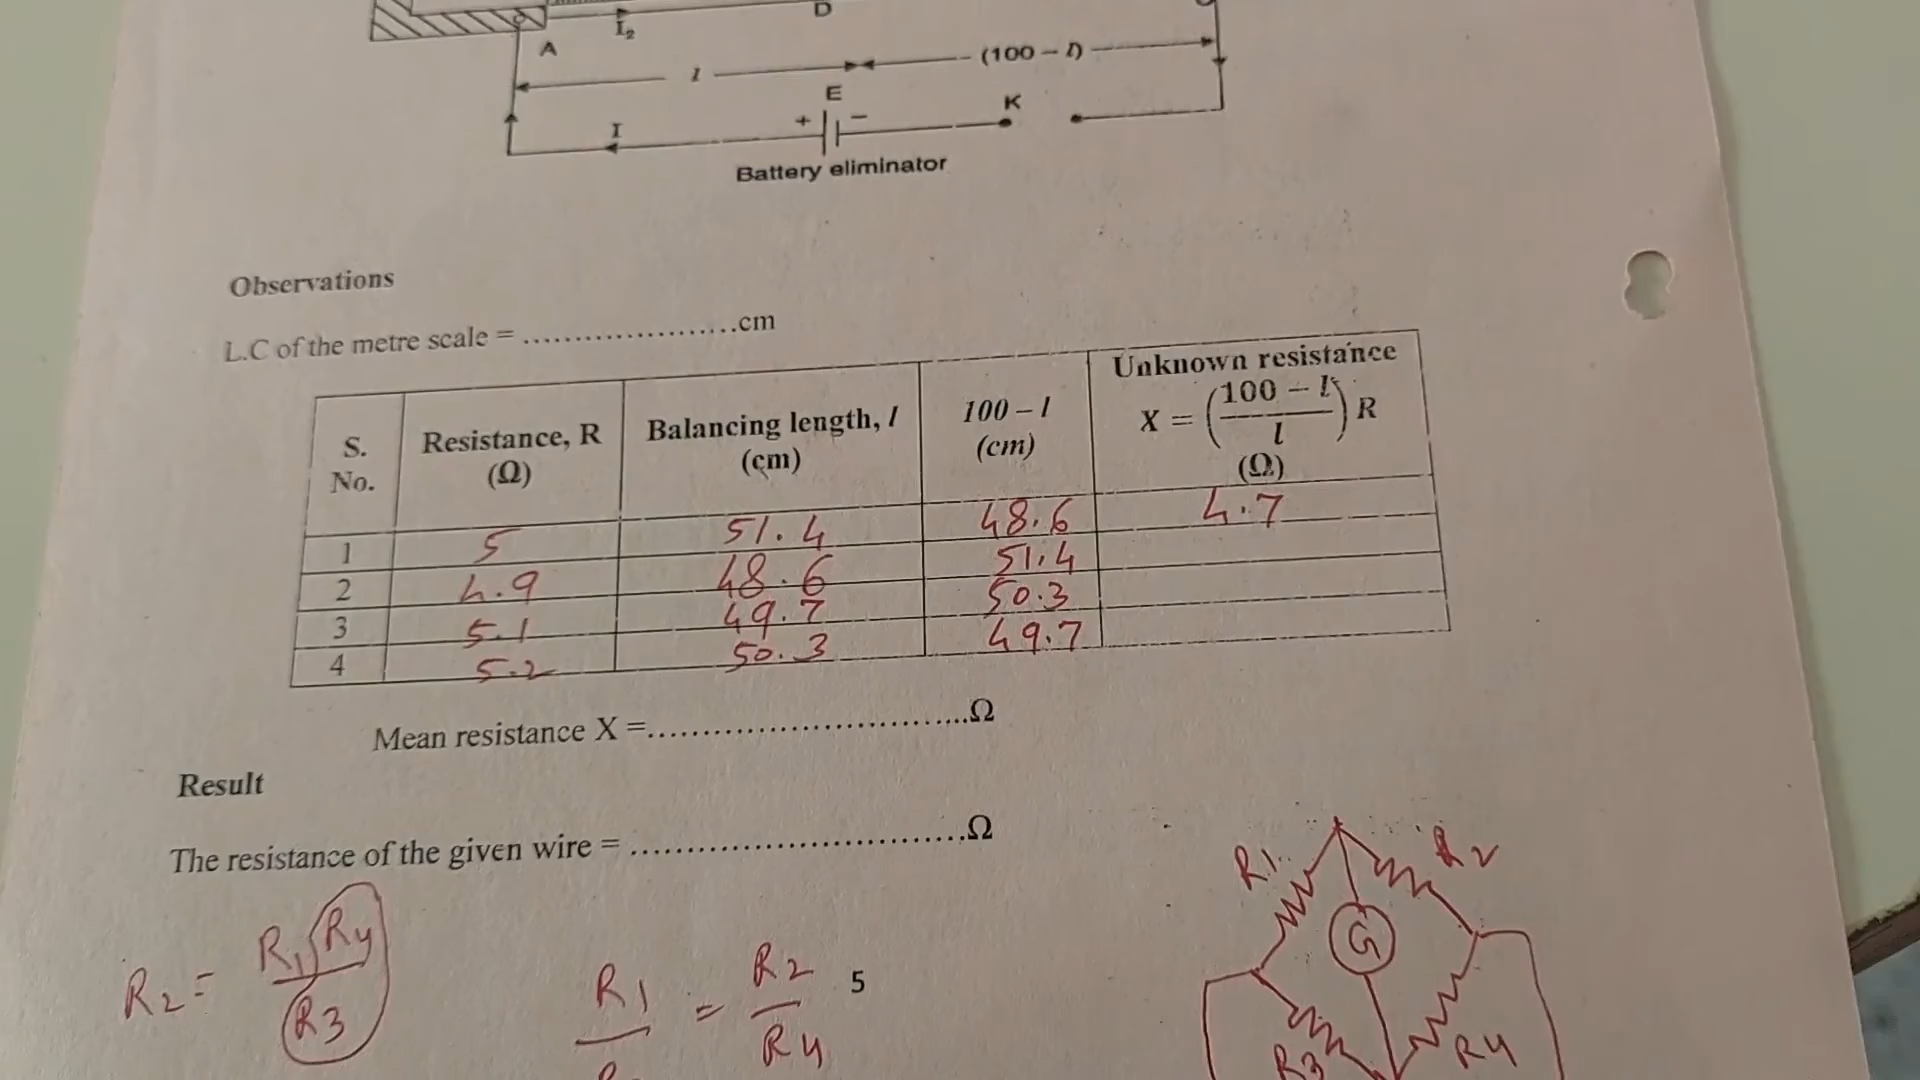 I₂
D
A
l
(100 – l)
E
K
+
–
I
Battery eliminator
Observations
L.C of the metre scale = .....................cm
S. No. Resistance, R (Ω) Balancing length, l (cm) 100 – l (cm) Unknown resistance X = (100 – l / l) R (Ω)
1 5 51.4 48.6 4.7
2 4.9 48.6 51.4
3 5.1 49.7 50.3
4 5.2 50.3 49.7
Mean resistance X =...............................Ω
Result
The resistance of the given wire = ................................Ω
R2 = R1 R4 / R3
R1 / = R2 / R4
5
R1
R2
G
R3
R4